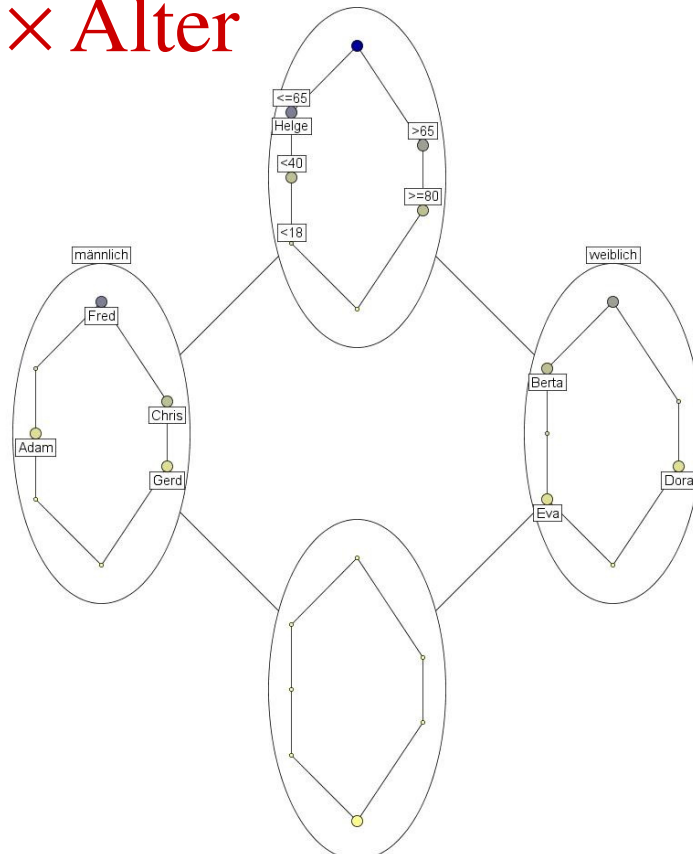 × Alter
<=65
Helge
>65
<40
>=80
<18
männlich
weiblich
Fred
Berta
Chris
Adam
Gerd
Dora
Eva